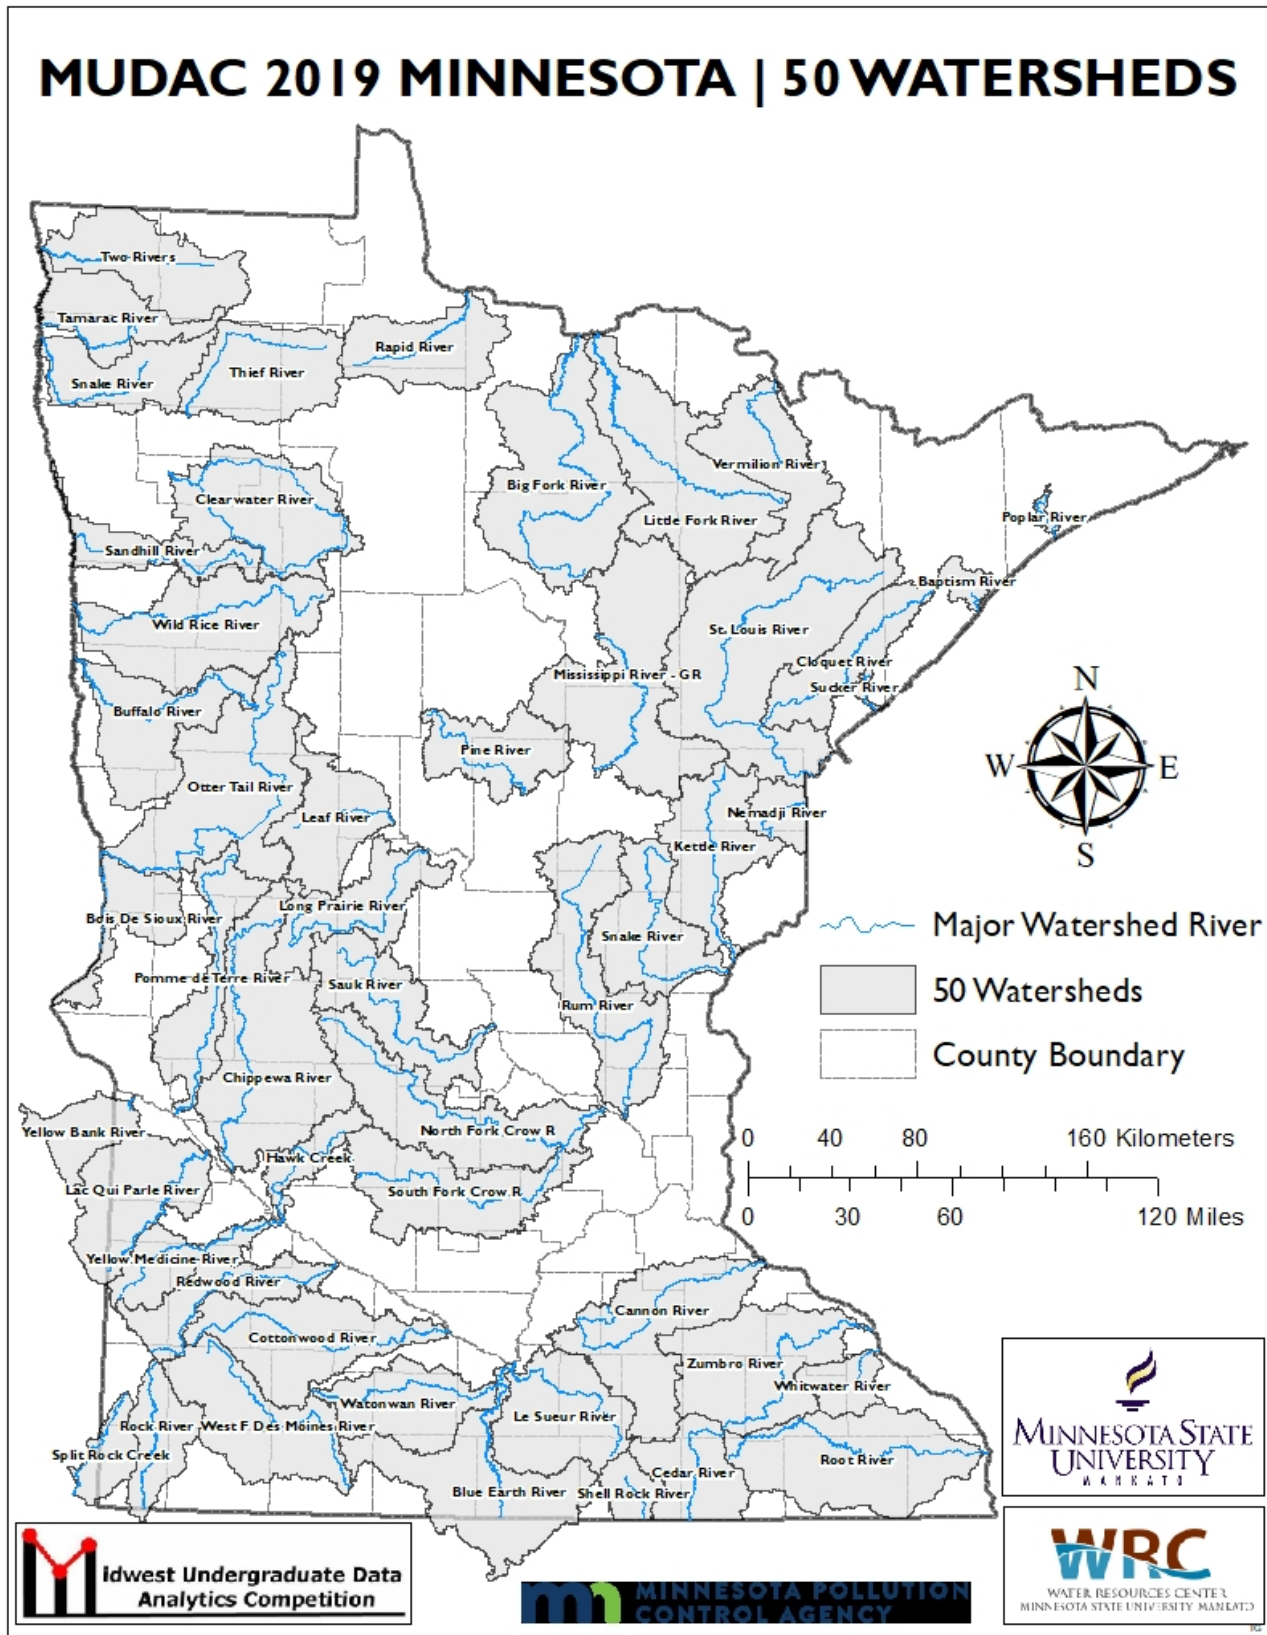 MUDAC 2019 MINNESOTA | 50 WATERSHEDS
Two Rivers
Tamarac River
Rapid River
Thief River
Snake River
Vermilion River
Big Fork River
Clearwater River
Little Fork River
Poplar River
Sandhill River
Baptism River
Wild Rice River
St. Louis River
Cloquet River
Mississippi River - GR
Sucker River
Buffalo River
Pine River
N
W
E
S
Otter Tail River
Leaf River
Nemadji River
Kettle River
Long Prairie River
Bois De Sioux River
Snake River
Pomme de Terre River
Sauk River
Rum River
Major Watershed River
50 Watersheds
County Boundary
Chippewa River
Yellow Bank River
North Fork Crow R
Hawk Creek
Lac Qui Parle River
South Fork Crow R
0 40 80 160 Kilometers
0 30 60 120 Miles
Yellow Medicine River
Redwood River
Cannon River
Cottonwood River
Zumbro River
Whitwater River
Watonwan River
Le Sueur River
Rock River
West F Des Moines River
Split Rock Creek
Root River
Cedar River
Blue Earth River
Shell Rock River
MINNESOTA STATE
UNIVERSITY
MANKATO
Midwest Undergraduate Data
Analytics Competition
mn
MINNESOTA POLLUTION
CONTROL AGENCY
WRC
WATER RESOURCES CENTER
MINNESOTA STATE UNIVERSITY MANKATO